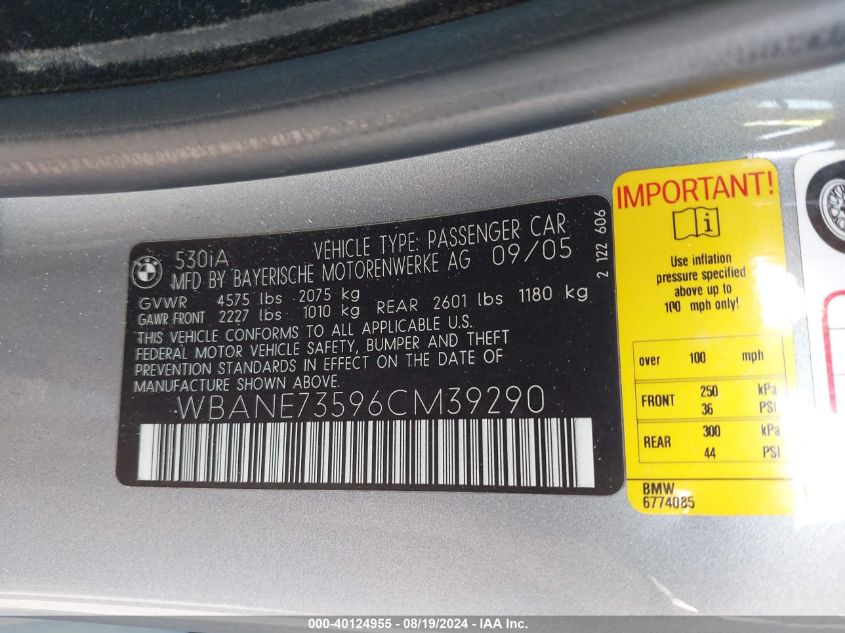 BMW
530iA VEHICLE TYPE: PASSENGER CAR
MFD BY BAYERISCHE MOTORENWERKE AG 09/05
GVWR 4575 lbs 2075 kg
GAWR FRONT 2227 lbs 1010 kg REAR 2601 lbs 1180 kg
THIS VEHICLE CONFORMS TO ALL APPLICABLE U.S.
FEDERAL MOTOR VEHICLE SAFETY, BUMPER AND THEFT
PREVENTION STANDARDS IN EFFECT ON THE DATE OF
MANUFACTURE SHOWN ABOVE.
WBANE73596CM39290
2 122 606
IMPORTANT!
i
Use inflation
pressure specified
above up to
100 mph only!
over 100 mph
FRONT 250 kPa
36 PSI
REAR 300 kPa
44 PSI
BMW
6774085
000-40124955 - 08/19/2024 - IAA Inc.